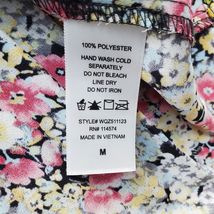 100% POLYESTER
HAND WASH COLD
SEPARATELY
DO NOT BLEACH
LINE DRY
DO NOT IRON
STYLE# WGZ511123
RN# 114574
MADE IN VIETNAM
M